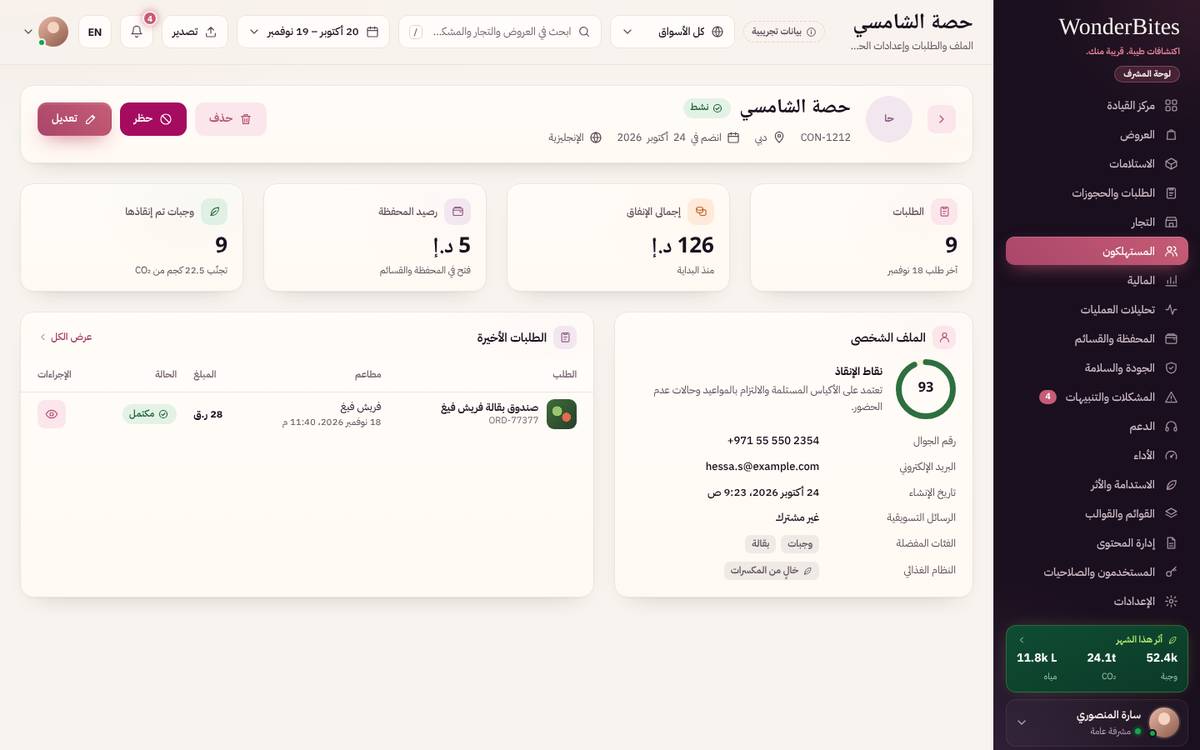 WonderBites
اكتشافات طيبة. قريبة منك.
لوحة المشرف
مركز القيادة
العروض
الاستلامات
الطلبات والحجوزات
التجار
المستهلكون
المالية
تحليلات العمليات
المحفظة والقسائم
الجودة والسلامة
المشكلات والتنبيهات 4
الدعم
الأداء
الاستدامة والأثر
القوائم والقوالب
إدارة المحتوى
المستخدمون والصلاحيات
الإعدادات
أثر هذا الشهر
52.4k 24.1t 11.8k L
وجبة CO₂ مياه
سارة المنصوري
مشرفة عامة
حصة الشامسي
الملف والطلبات وإعدادات الحـ...
بيانات تجريبية
كل الأسواق
ابحث في العروض والتجار والمشكـ... /
20 أكتوبر – 19 نوفمبر
تصدير
4
EN
حا
حصة الشامسي نشط
CON-1212 دبي انضم في 24 أكتوبر 2026 الإنجليزية
حذف حظر تعديل
الطلبات
9
آخر طلب 18 نوفمبر
إجمالي الإنفاق
126 د.إ
منذ البداية
رصيد المحفظة
5 د.إ
فتح في المحفظة والقسائم
وجبات تم إنقاذها
9
تجنّب 22.5 كجم من CO₂
الملف الشخصي
93
نقاط الإنقاذ
تعتمد على الأكياس المستلمة والالتزام بالمواعيد وحالات عدم
الحضور.
رقم الجوال +971 55 550 2354
البريد الإلكتروني hessa.s@example.com
تاريخ الإنشاء 24 أكتوبر 2026، 9:23 ص
الرسائل التسويقية غير مشترك
الفئات المفضلة وجبات بقالة
النظام الغذائي خالٍ من المكسرات
الطلبات الأخيرة
عرض الكل
الطلب مطاعم المبلغ الحالة الإجراءات
صندوق بقالة فريش فيغ فريش فيغ 28 ر.ق مكتمل
ORD-77377 18 نوفمبر 2026، 11:40 م